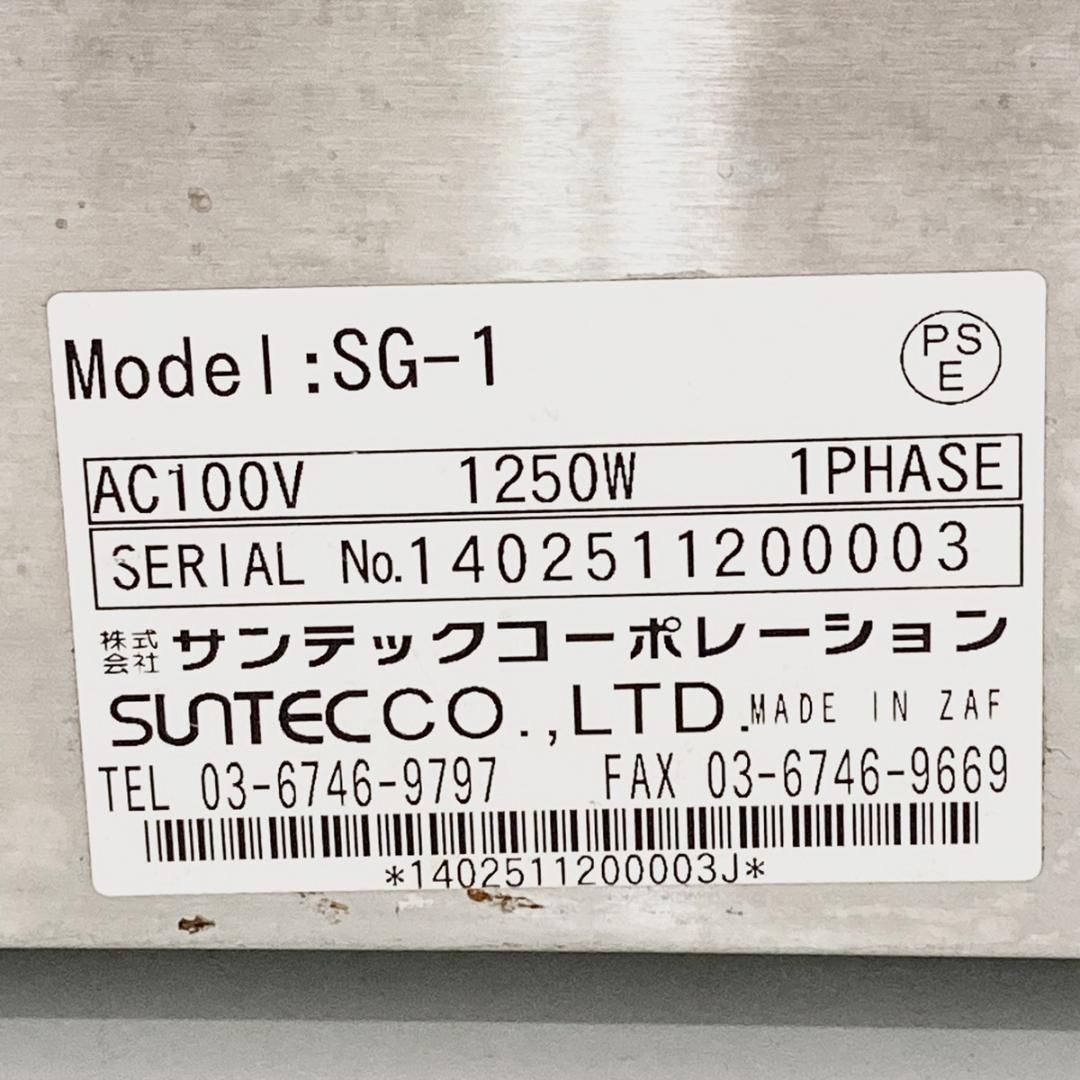 Model:SG-1
PS
E
AC100V 1250W 1PHASE
SERIAL No.1402511200003
株式会社 サンテックコーポレーション
SUNTEC CO.,LTD. MADE IN ZAF
TEL 03-6746-9797 FAX 03-6746-9669
*1402511200003J*